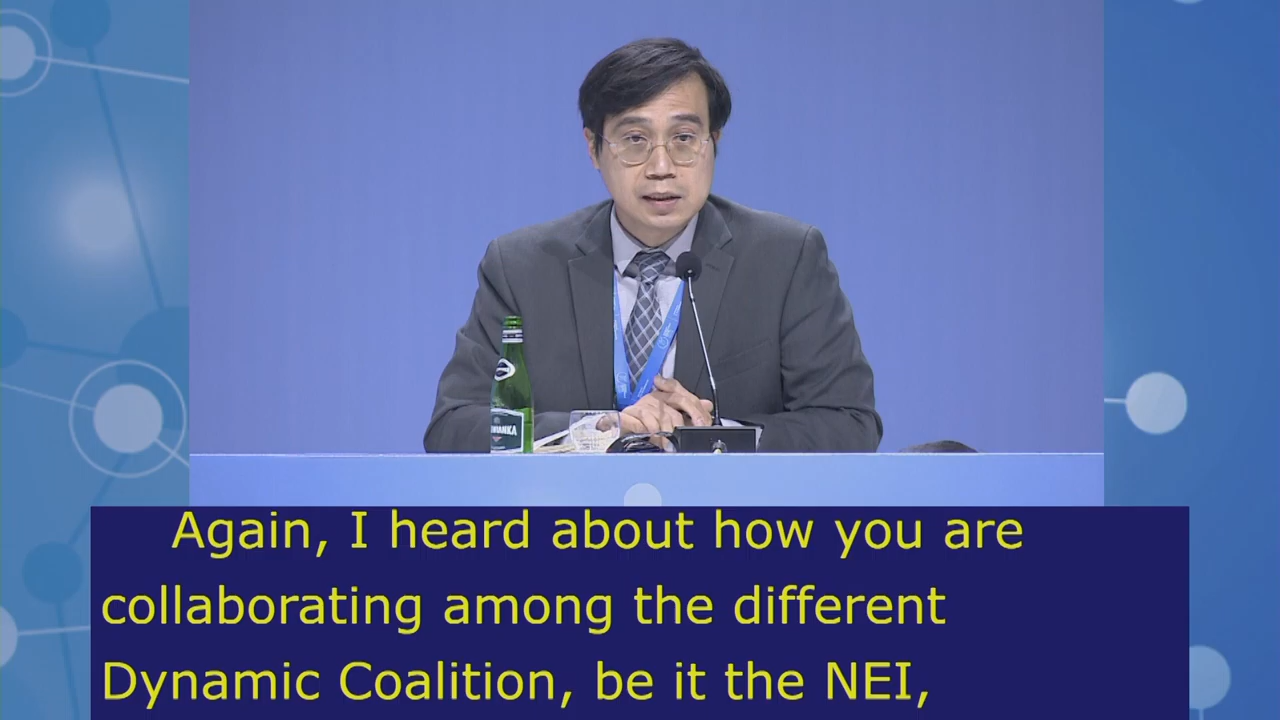 Again, I heard about how you are
collaborating among the different
Dynamic Coalition, be it the NEI,